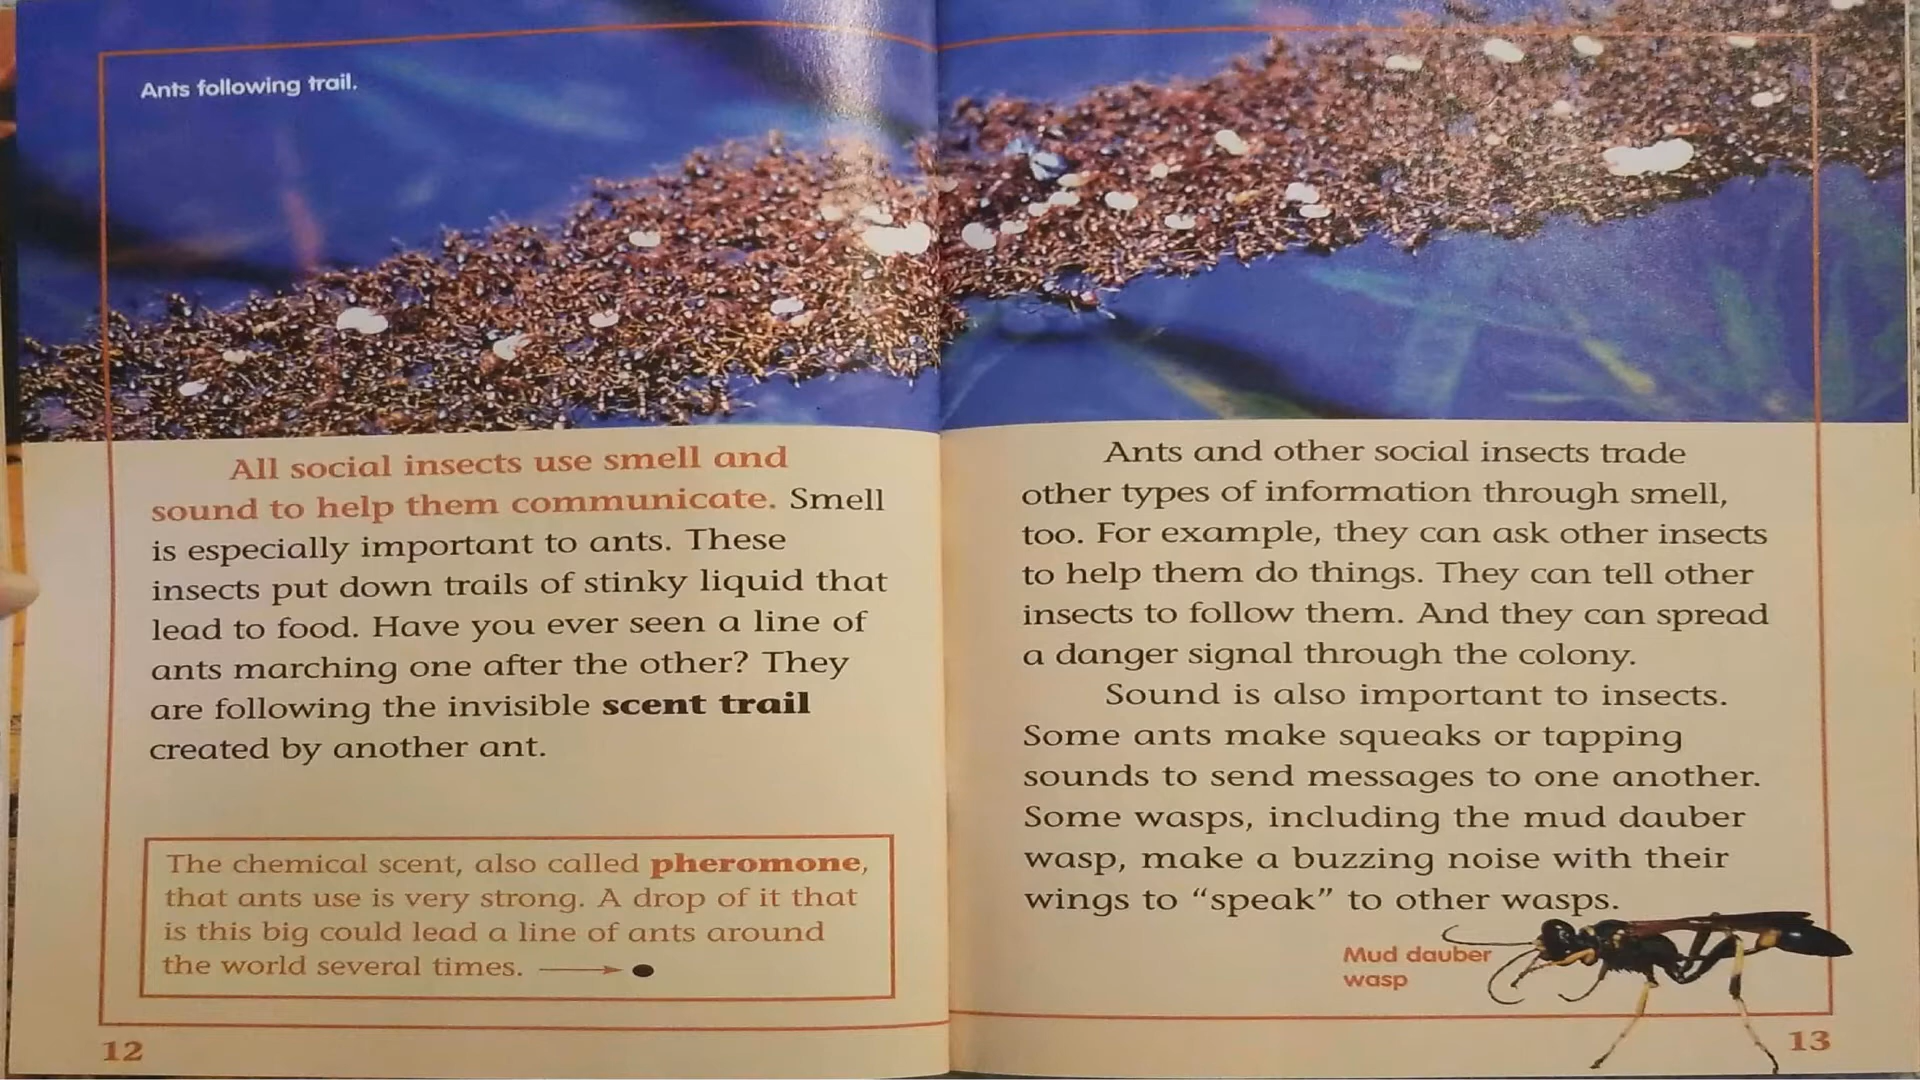 Ants following trail.
All social insects use smell and
sound to help them communicate. Smell
is especially important to ants. These
insects put down trails of stinky liquid that
lead to food. Have you ever seen a line of
ants marching one after the other? They
are following the invisible scent trail
created by another ant.
The chemical scent, also called pheromone,
that ants use is very strong. A drop of it that
is this big could lead a line of ants around
the world several times.
12
Ants and other social insects trade
other types of information through smell,
too. For example, they can ask other insects
to help them do things. They can tell other
insects to follow them. And they can spread
a danger signal through the colony.
Sound is also important to insects.
Some ants make squeaks or tapping
sounds to send messages to one another.
Some wasps, including the mud dauber
wasp, make a buzzing noise with their
wings to “speak” to other wasps.
Mud dauber
wasp
13